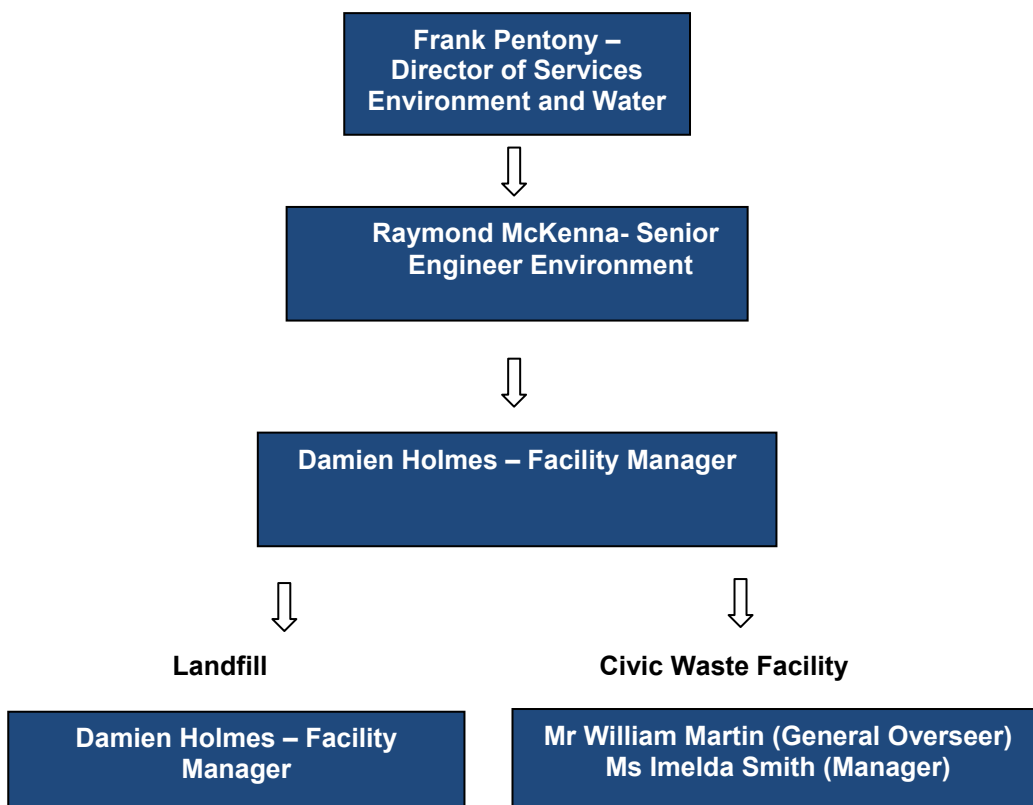 Frank Pentony –
Director of Services
Environment and Water
Raymond McKenna- Senior
Engineer Environment
Damien Holmes – Facility Manager
Landfill
Civic Waste Facility
Damien Holmes – Facility
Manager
Mr William Martin (General Overseer)
Ms Imelda Smith (Manager)